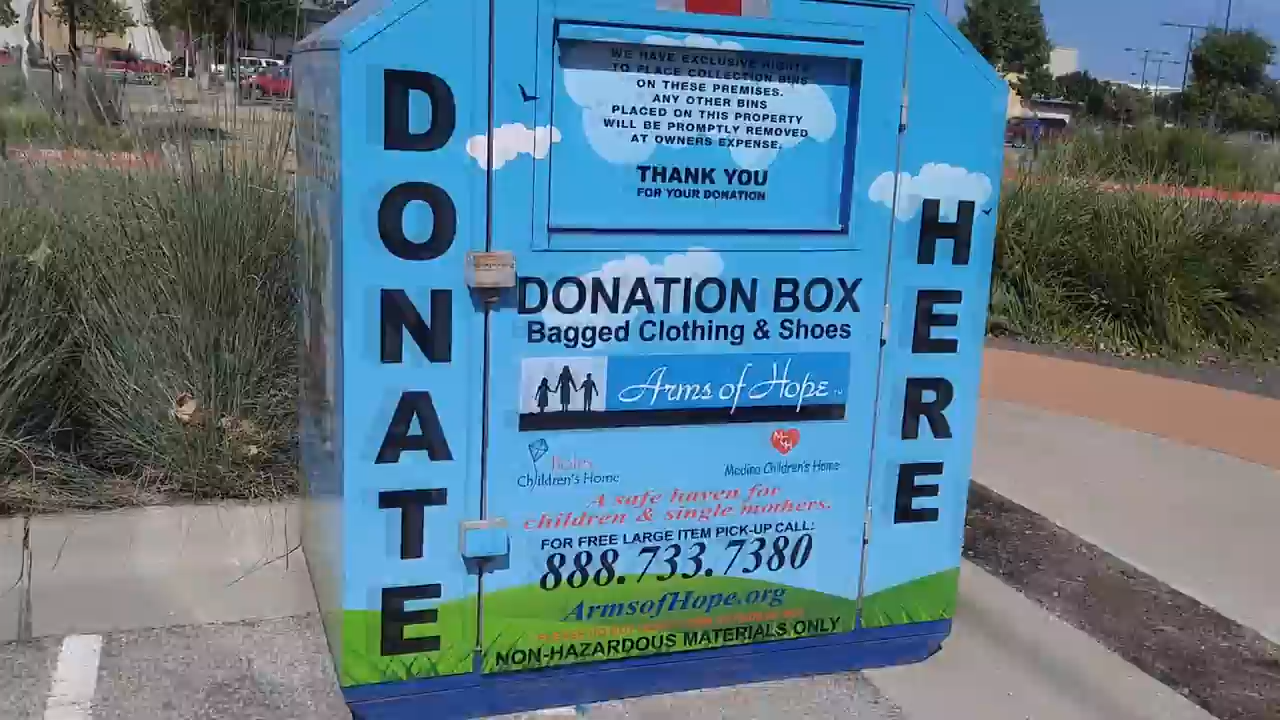 DONATE
WE HAVE EXCLUSIVE RIGHTS
TO PLACE COLLECTION BINS
ON THESE PREMISES.
ANY OTHER BINS
PLACED ON THIS PROPERTY
WILL BE PROMPTLY REMOVED
AT OWNERS EXPENSE.
THANK YOU
FOR YOUR DONATION
HERE
DONATION BOX
Bagged Clothing & Shoes
Arms of Hope
Children's Home
MCH
Medina Children's Home
A safe haven for
children & single mothers.
FOR FREE LARGE ITEM PICK-UP CALL:
888.733.7380
ArmsofHope.org
NON-HAZARDOUS MATERIALS ONLY